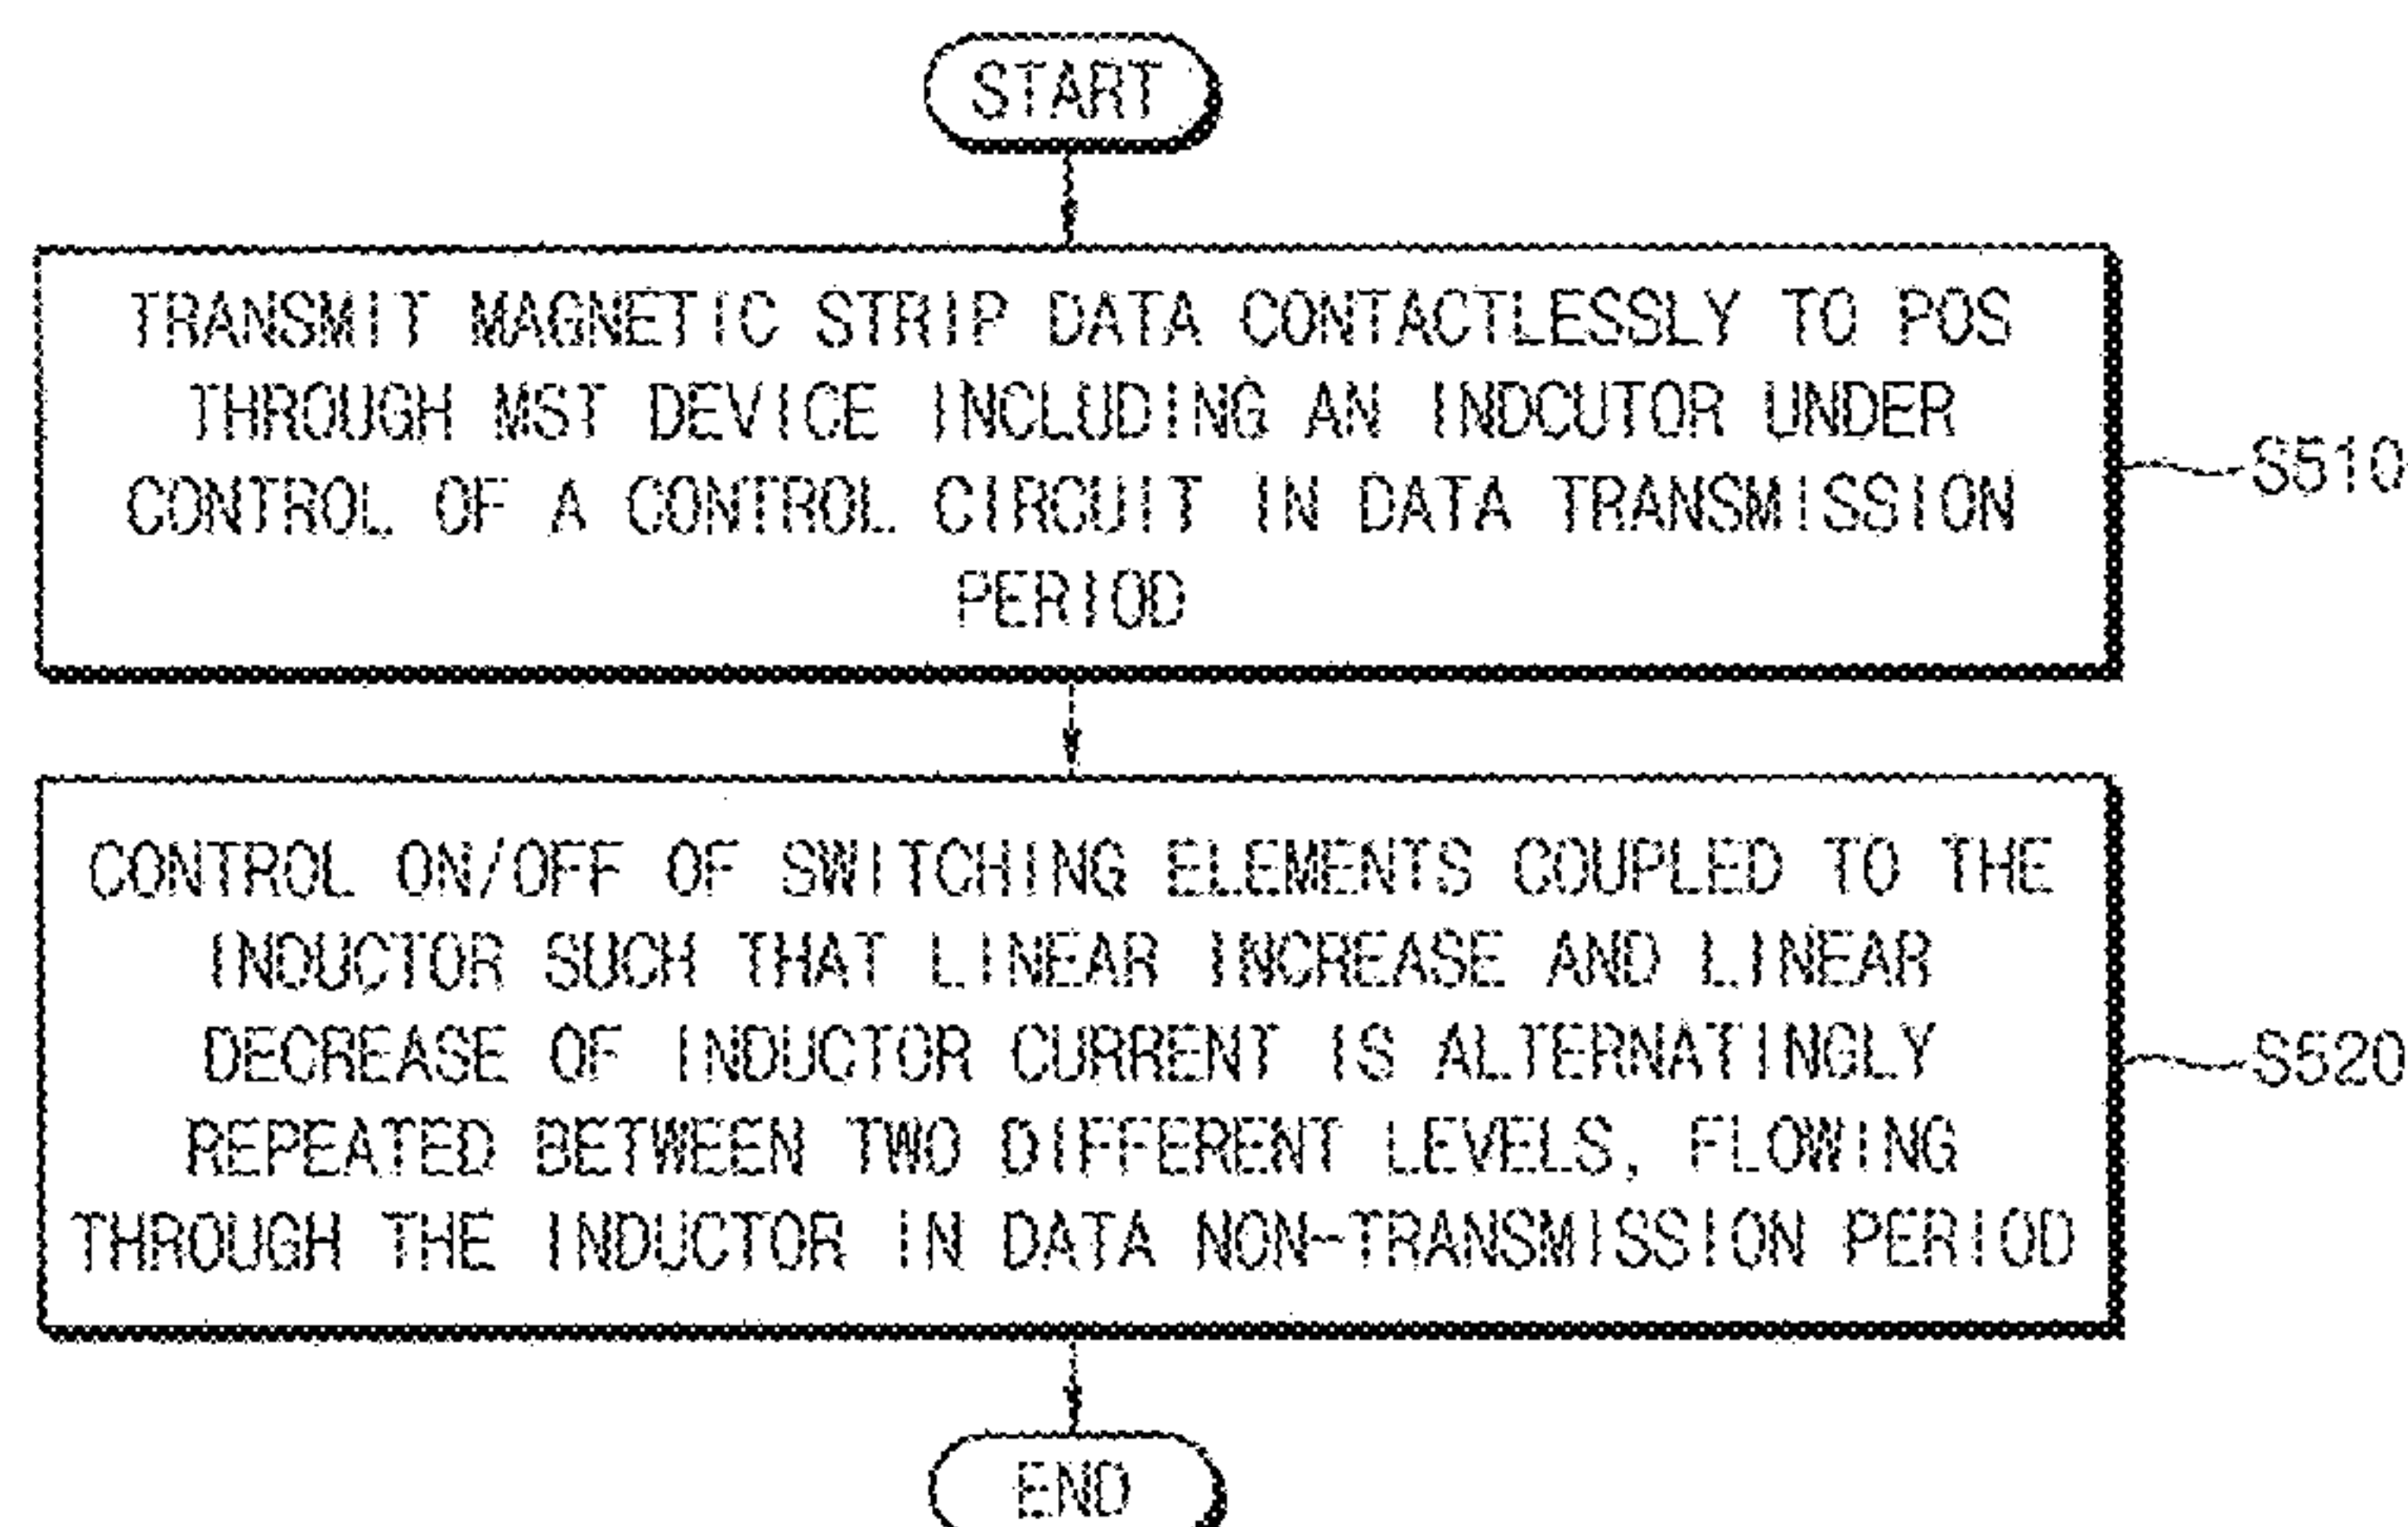 START
TRANSMIT MAGNETIC STRIP DATA CONTACTLESSLY TO POS
THROUGH MST DEVICE INCLUDING AN INDCUTOR UNDER
CONTROL OF A CONTROL CIRCUIT IN DATA TRANSMISSION
PERIOD
S510
CONTROL ON/OFF OF SWITCHING ELEMENTS COUPLED TO THE
INDUCTOR SUCH THAT LINEAR INCREASE AND LINEAR
DECREASE OF INDUCTOR CURRENT IS ALTERNATINGLY
REPEATED BETWEEN TWO DIFFERENT LEVELS, FLOWING
THROUGH THE INDUCTOR IN DATA NON-TRANSMISSION PERIOD
S520
END